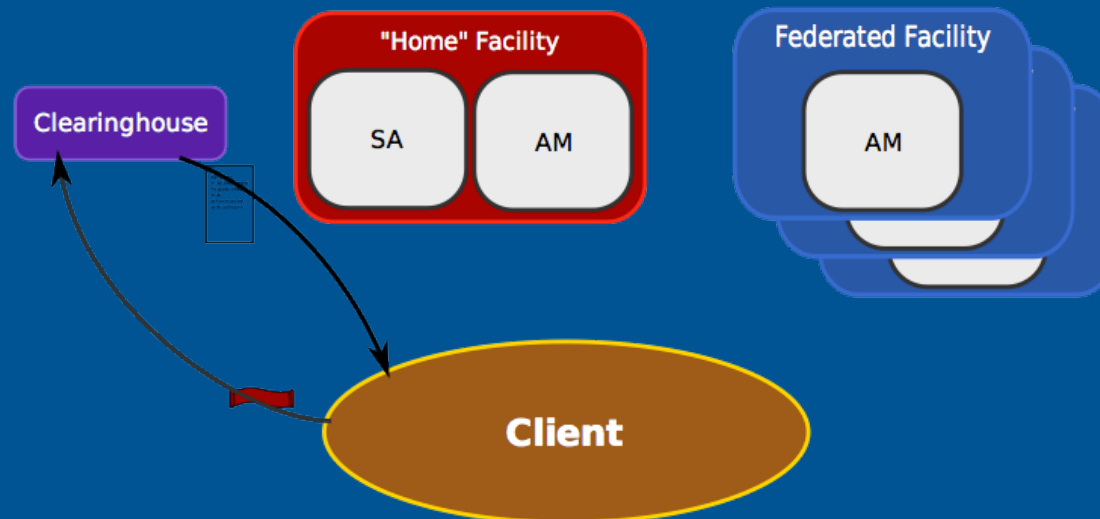 "Home" Facility
Federated Facility
Clearinghouse
SA
AM
AM
Client